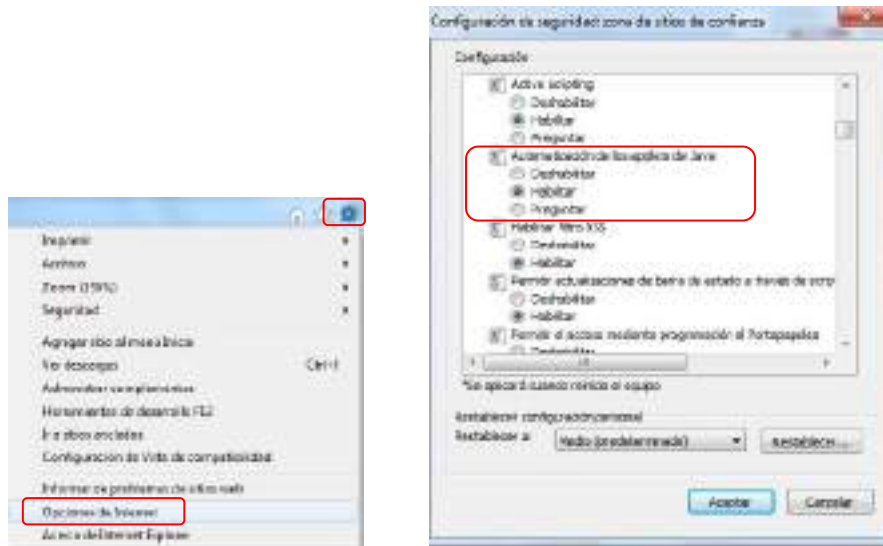 Imprimir
Archivo
Zoom (150%)
Seguridad
Agregar sitio al menú Inicio
Ver descargas Ctrl+J
Administrar complementos
Herramientas de desarrollo F12
Ir a sitios anclados
Configuración de Vista de compatibilidad
Informar de problemas de sitios web
Opciones de Internet
Acerca de Internet Explorer
Configuración de seguridad: zona de sitios de confianza
Configuración
Active scripting
Deshabilitar
Habilitar
Preguntar
Automatización de los applets de Java
Deshabilitar
Habilitar
Preguntar
Habilitar filtro XSS
Deshabilitar
Habilitar
Permitir actualizaciones de barra de estado a través de scrip
Deshabilitar
Habilitar
Permitir el acceso mediante programación al Portapapeles
Deshabilitar
*Se aplicará cuando reinicie el equipo
Restablecer configuración personal
Restablecer a: Medio (predeterminado) Restablecer...
Aceptar Cancelar